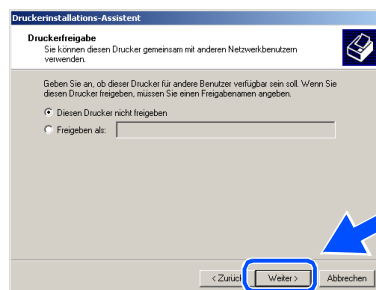 Druckerinstallations-Assistent
Druckerfreigabe
Sie können diesen Drucker gemeinsam mit anderen Netzwerkbenutzern
verwenden.
Geben Sie an, ob dieser Drucker für andere Benutzer verfügbar sein soll. Wenn Sie
diesen Drucker freigeben, müssen Sie einen Freigabenamen angeben.
Diesen Drucker nicht freigeben
Freigeben als:
< Zurück Weiter > Abbrechen